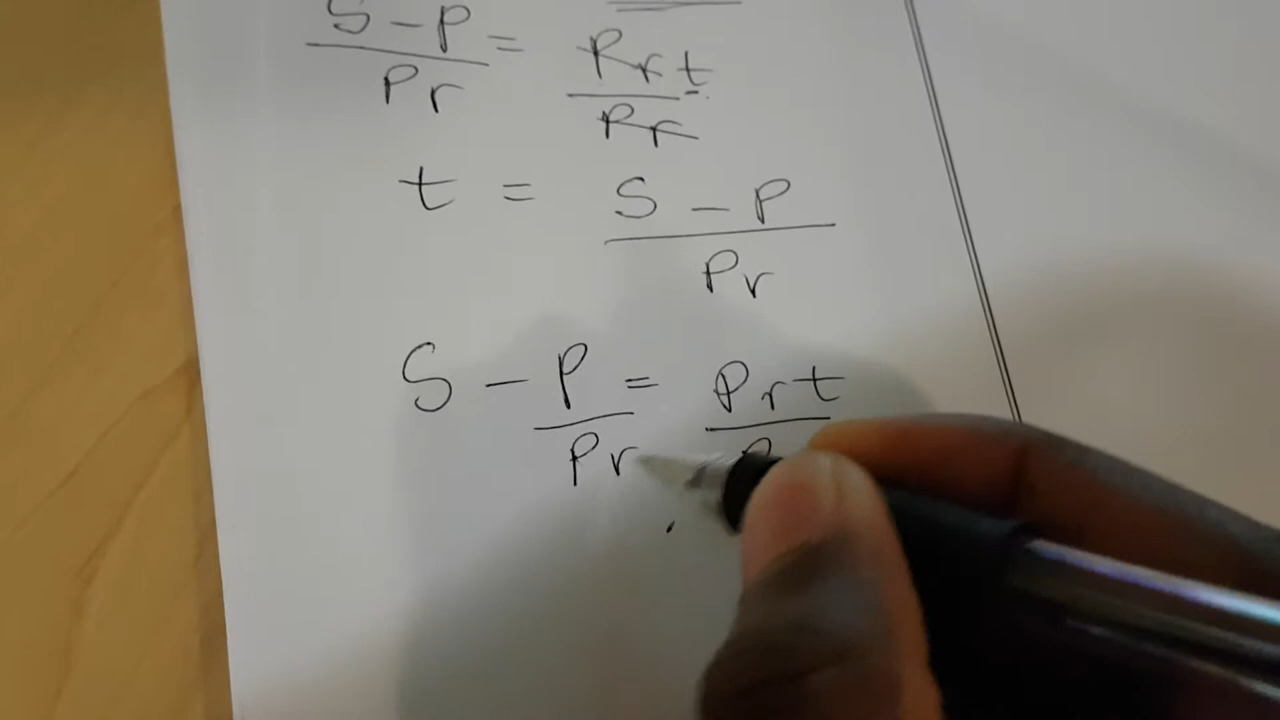 S - P = Prt
Pr Pr
t = S - P
Pr
S - P = Prt
Pr P